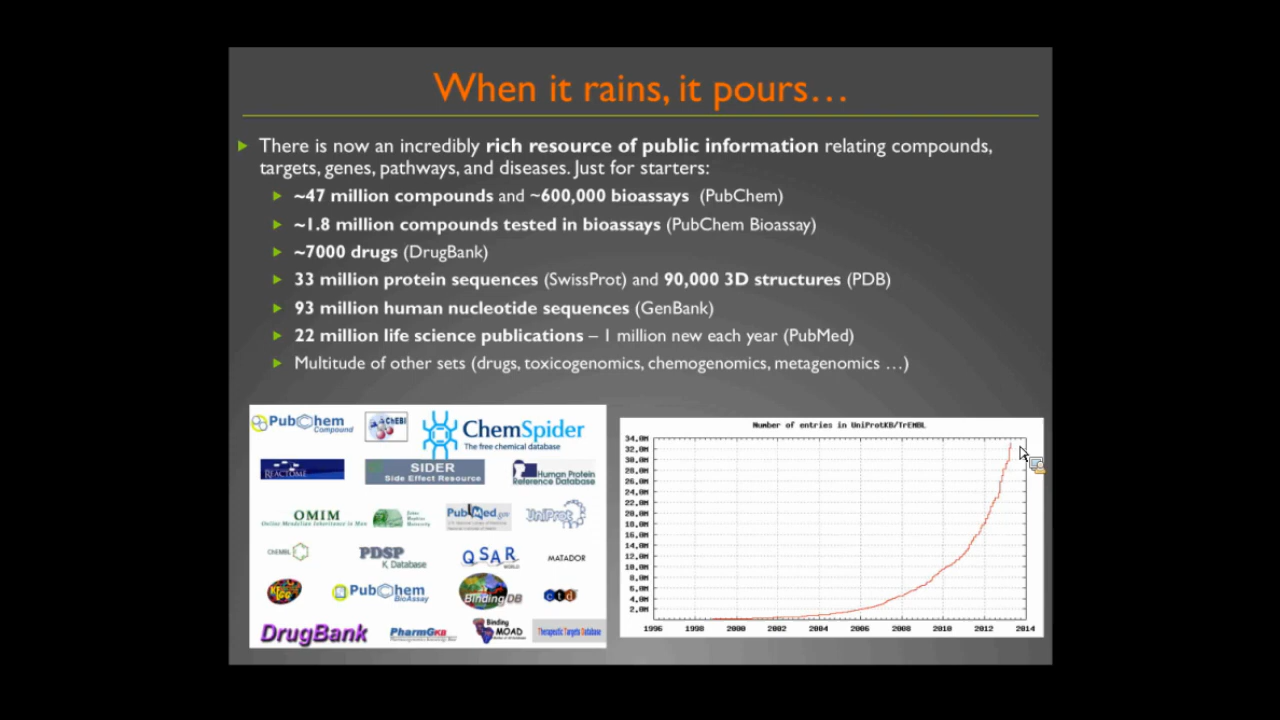 When it rains, it pours…
There is now an incredibly rich resource of public information relating compounds,
targets, genes, pathways, and diseases. Just for starters:
~47 million compounds and ~600,000 bioassays (PubChem)
~1.8 million compounds tested in bioassays (PubChem Bioassay)
~7000 drugs (DrugBank)
33 million protein sequences (SwissProt) and 90,000 3D structures (PDB)
93 million human nucleotide sequences (GenBank)
22 million life science publications – 1 million new each year (PubMed)
Multitude of other sets (drugs, toxicogenomics, chemogenomics, metagenomics …)
PubChem
Compound
ChEBI
ChemSpider
The free chemical database
REACTOME
SIDER
Side Effect Resource
Human Protein
Reference Database
OMIM
Online Mendelian Inheritance in Man
PubMed.gov
UniProt
ChEMBL
PDSP
Ki Database
QSAR
WORLD
MATADOR
KEGG
PubChem
BioAssay
BindingDB
ctd
DrugBank
PharmGKB
Binding
MOAD
Therapeutic Targets Database
Number of entries in UniProtKB/TrEMBL
34,0M
32,0M
30,0M
28,0M
26,0M
24,0M
22,0M
20,0M
18,0M
16,0M
14,0M
12,0M
10,0M
8,0M
6,0M
4,0M
2,0M
1996 1998 2000 2002 2004 2006 2008 2010 2012 2014